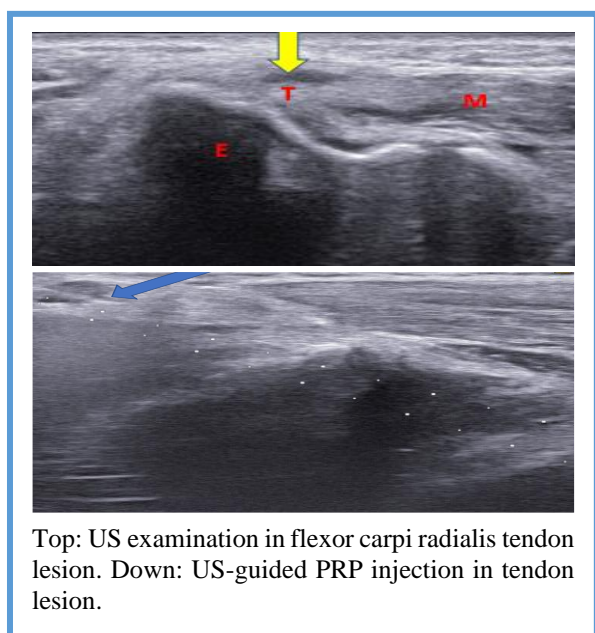 T
M
E
Top: US examination in flexor carpi radialis tendon
lesion. Down: US-guided PRP injection in tendon
lesion.